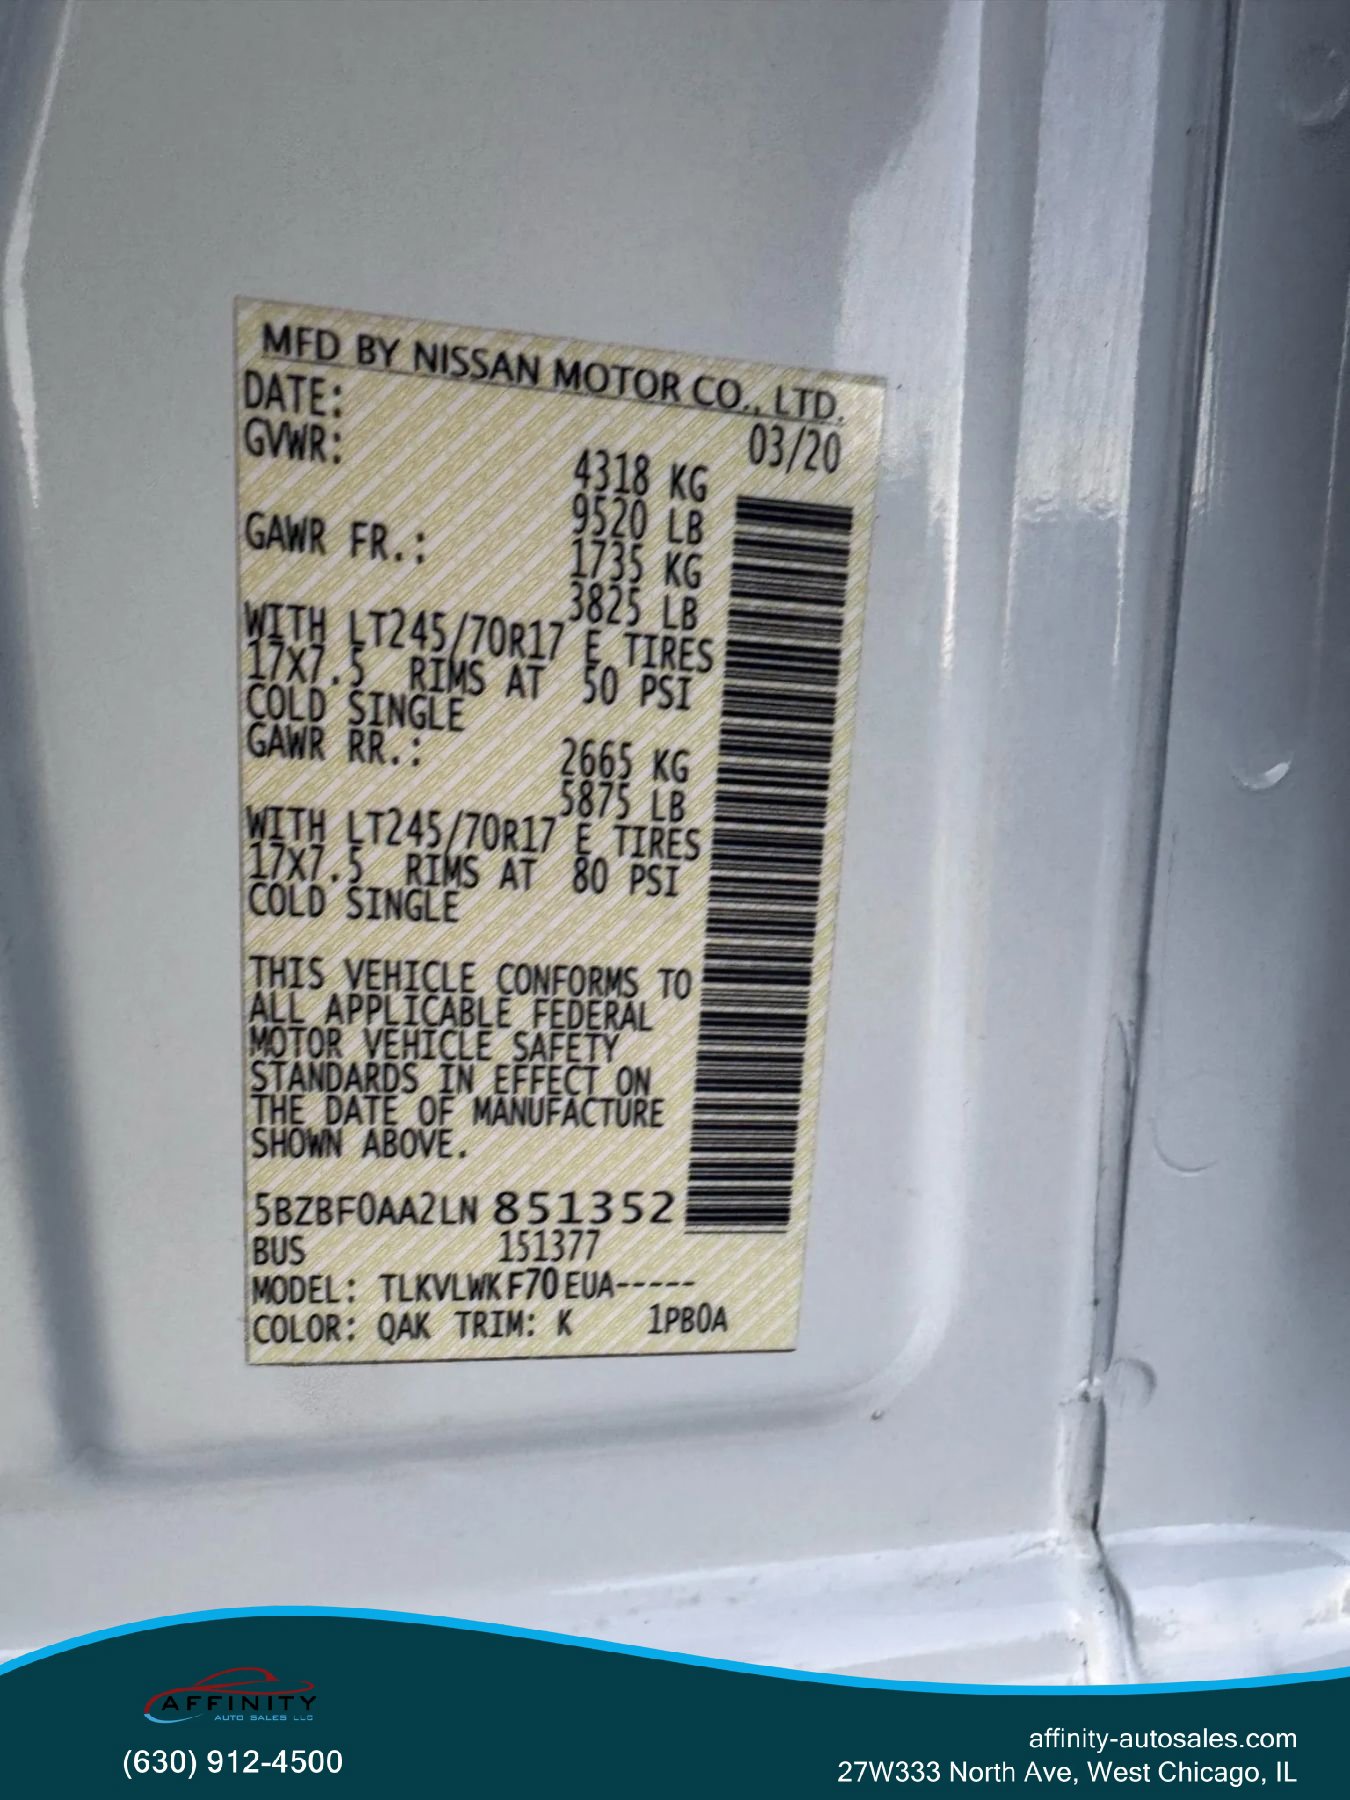 MFD BY NISSAN MOTOR CO., LTD.
DATE: 03/20
GVWR: 4318 KG
9520 LB
GAWR FR.: 1735 KG
3825 LB
WITH LT245/70R17 E TIRES
17X7.5 RIMS AT 50 PSI
COLD SINGLE
GAWR RR.: 2665 KG
5875 LB
WITH LT245/70R17 E TIRES
17X7.5 RIMS AT 80 PSI
COLD SINGLE
THIS VEHICLE CONFORMS TO
ALL APPLICABLE FEDERAL
MOTOR VEHICLE SAFETY
STANDARDS IN EFFECT ON
THE DATE OF MANUFACTURE
SHOWN ABOVE.
5BZBF0AA2LN 851352
BUS 151377
MODEL: TLKVLWKF70EUA-----
COLOR: QAK TRIM: K 1PB0A
AFFINITY
AUTO SALES LLC
(630) 912-4500
affinity-autosales.com
27W333 North Ave, West Chicago, IL